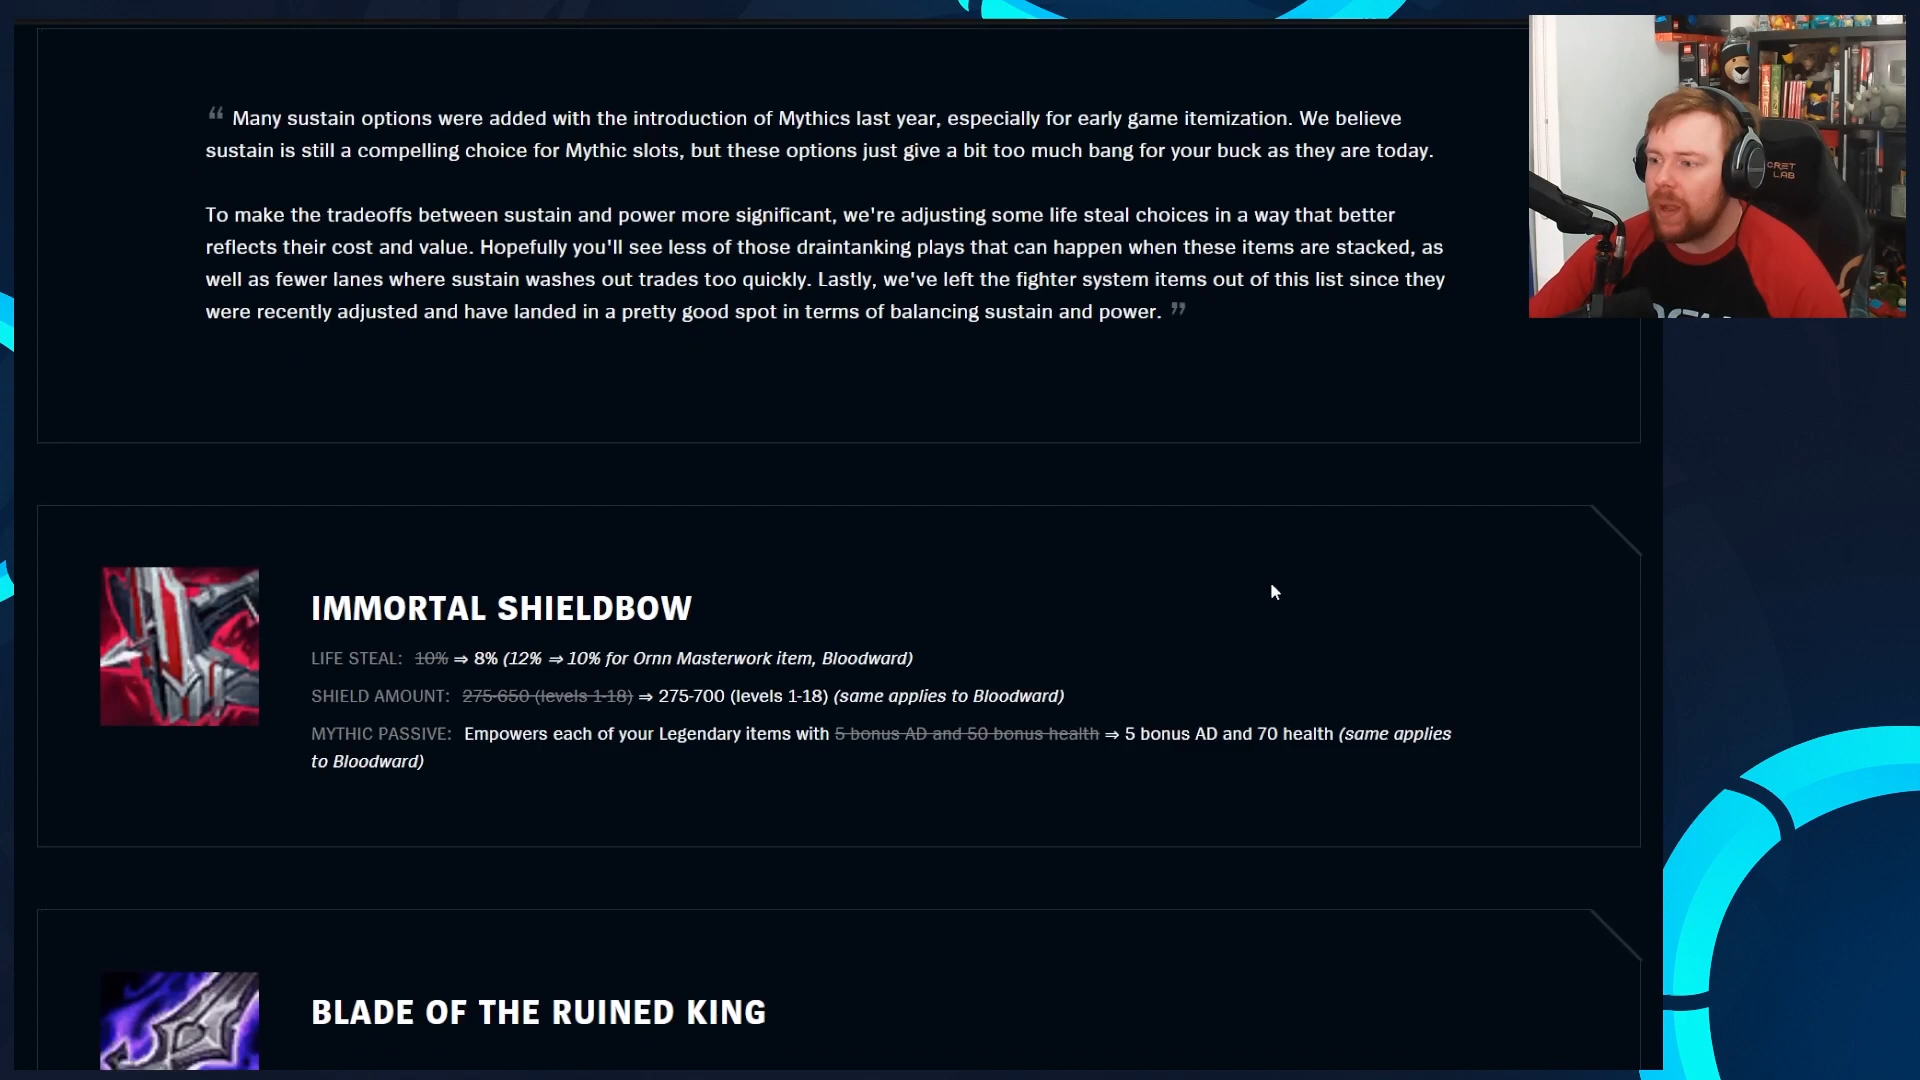 “ Many sustain options were added with the introduction of Mythics last year, especially for early game itemization. We believe
sustain is still a compelling choice for Mythic slots, but these options just give a bit too much bang for your buck as they are today.
To make the tradeoffs between sustain and power more significant, we're adjusting some life steal choices in a way that better
reflects their cost and value. Hopefully you'll see less of those draintanking plays that can happen when these items are stacked, as
well as fewer lanes where sustain washes out trades too quickly. Lastly, we've left the fighter system items out of this list since they
were recently adjusted and have landed in a pretty good spot in terms of balancing sustain and power. ”
IMMORTAL SHIELDBOW
LIFE STEAL: 10% ⇒ 8% (12% ⇒ 10% for Ornn Masterwork item, Bloodward)
SHIELD AMOUNT: 275-650 (levels 1-18) ⇒ 275-700 (levels 1-18) (same applies to Bloodward)
MYTHIC PASSIVE: Empowers each of your Legendary items with 5 bonus AD and 50 bonus health ⇒ 5 bonus AD and 70 health (same applies
to Bloodward)
BLADE OF THE RUINED KING
LAB